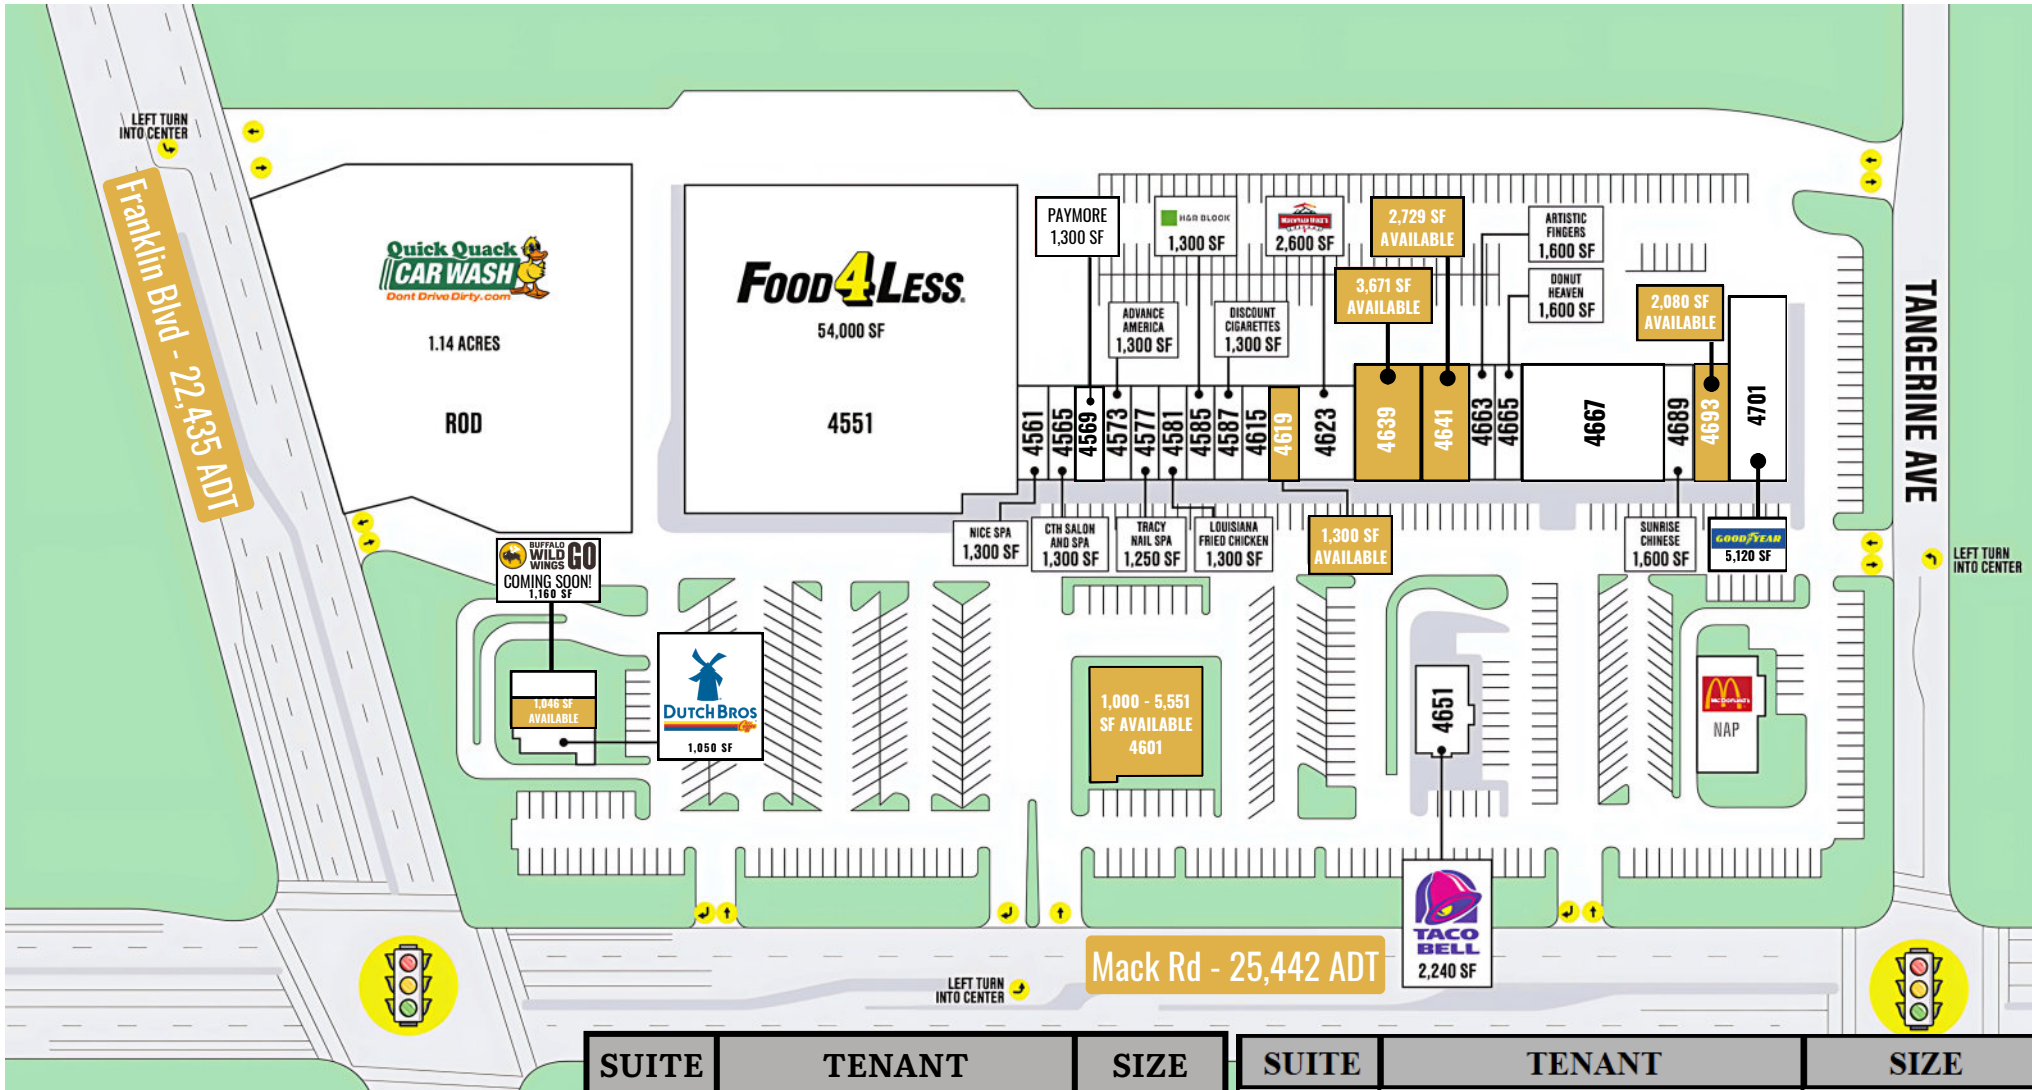 LEFT TURN
INTO CENTER
Franklin Blvd - 22,435 ADT
Quick Quack
CAR WASH
Dont Drive Dirty.com
1.14 ACRES
ROD
FOOD 4 LESS.
54,000 SF
4551
PAYMORE
1,300 SF
H&R BLOCK
1,300 SF
2,600 SF
2,729 SF
AVAILABLE
ARTISTIC
FINGERS
1,600 SF
3,671 SF
AVAILABLE
DONUT
HEAVEN
1,600 SF
2,080 SF
AVAILABLE
ADVANCE
AMERICA
1,300 SF
DISCOUNT
CIGARETTES
1,300 SF
4561
4565
4569
4573
4577
4581
4585
4587
4615
4619
4623
4639
4641
4663
4665
4667
4689
4693
4701
TANGERINE AVE
NICE SPA
1,300 SF
CTH SALON
AND SPA
1,300 SF
TRACY
NAIL SPA
1,250 SF
LOUISIANA
FRIED CHICKEN
1,300 SF
1,300 SF
AVAILABLE
SUNRISE
CHINESE
1,600 SF
GOODYEAR
5,120 SF
LEFT TURN
INTO CENTER
BUFFALO
WILD
WINGS
GO
COMING SOON!
1,160 SF
1,046 SF
AVAILABLE
DUTCH BROS
Coffee
1,050 SF
1,000 - 5,551
SF AVAILABLE
4601
4651
McDONALD'S
NAP
TACO
BELL
2,240 SF
Mack Rd - 25,442 ADT
LEFT TURN
INTO CENTER
SUITE TENANT SIZE
SUITE TENANT SIZE